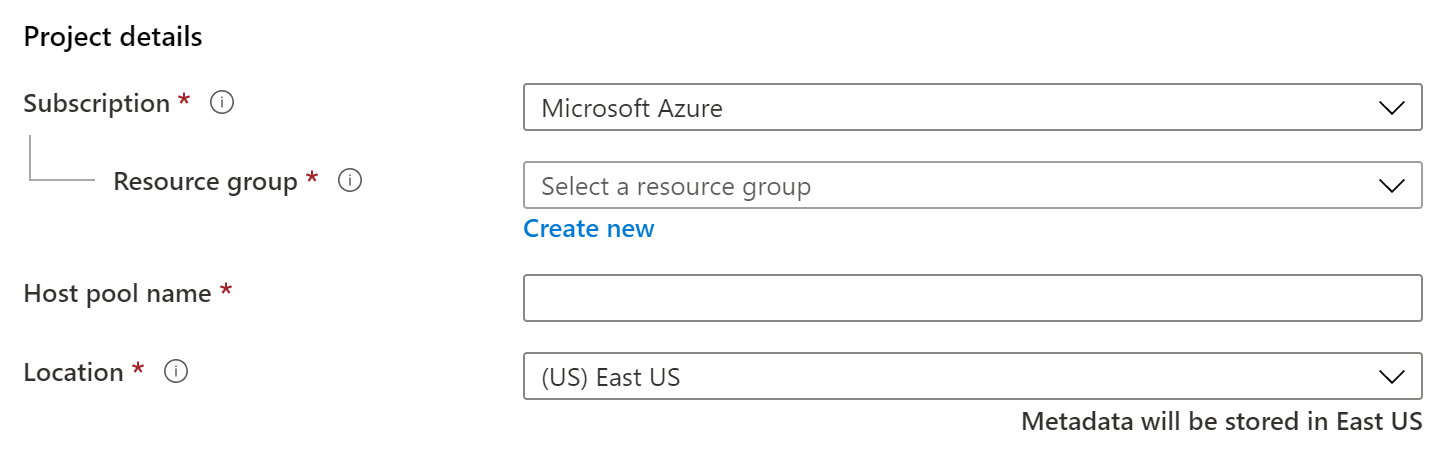 Project details
Subscription *
Microsoft Azure
Resource group *
Select a resource group
Create new
Host pool name *
Location *
(US) East US
Metadata will be stored in East US